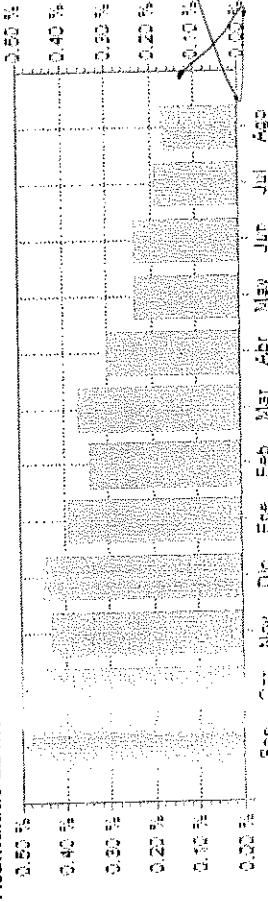 0.50 %
0.40 %
0.30 %
0.20 %
0.10 %
0.00 %
0.50 %
0.40 %
0.30 %
0.20 %
0.10 %
0.00 %
Nov
Dic
Ene
Feb
Mar
Abr
May
Jun
Jul
Ago